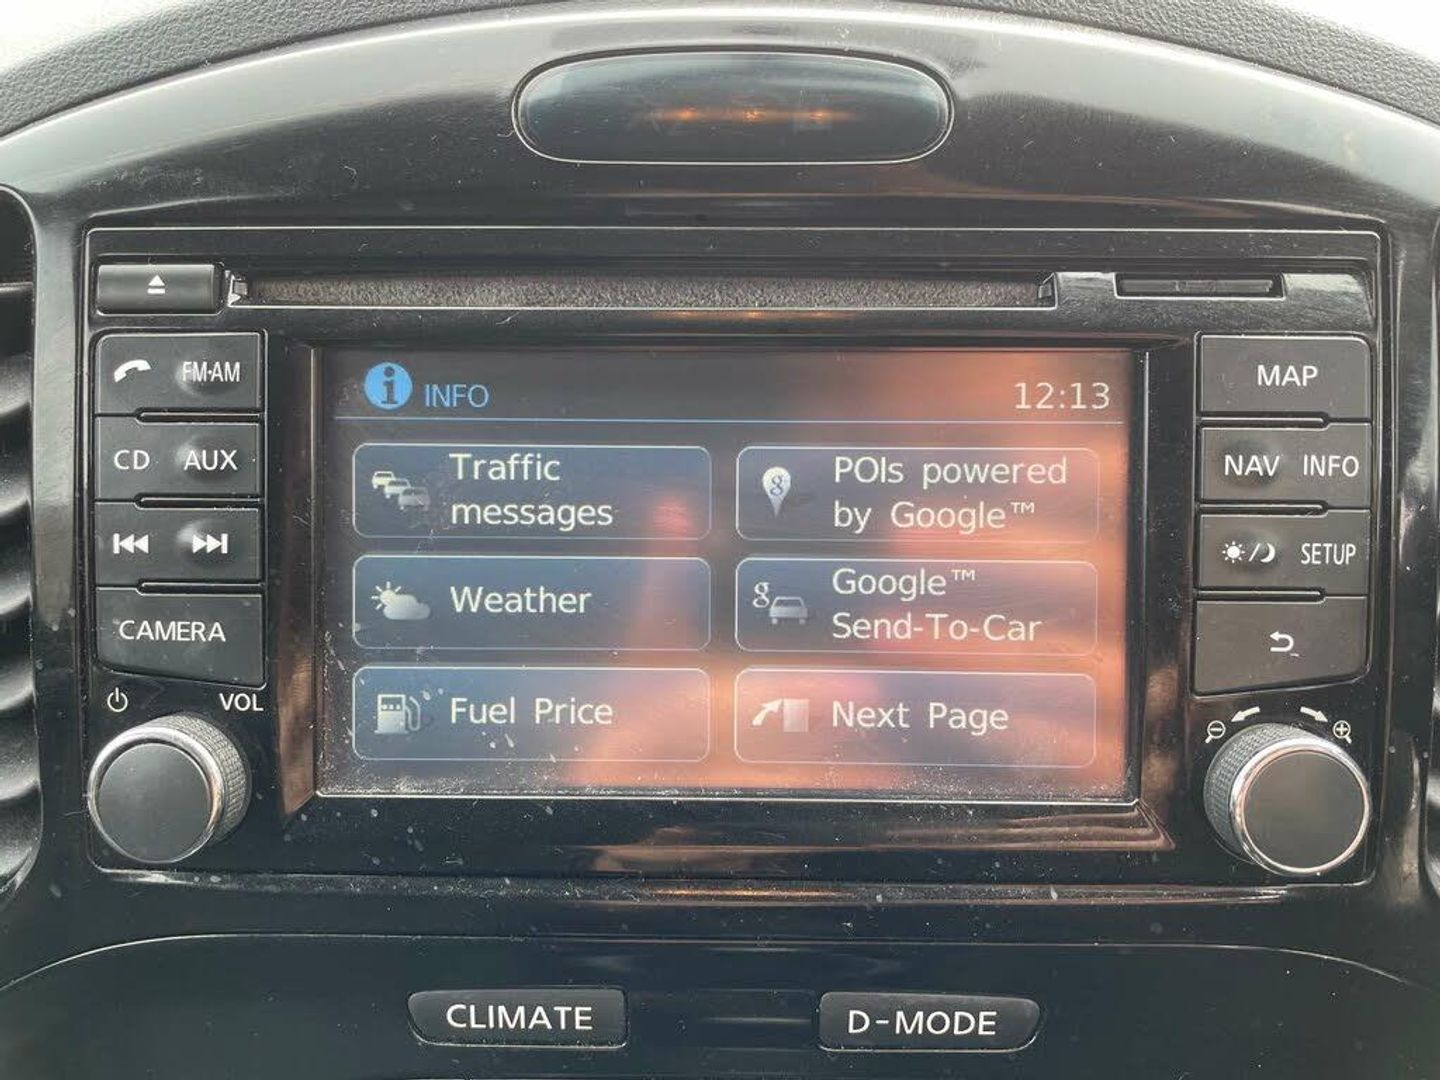 FM·AM
CD AUX
CAMERA
VOL
i INFO
12:13
Traffic
messages
POIs powered
by Google™
Weather
Google™
Send-To-Car
Fuel Price
Next Page
MAP
NAV INFO
SETUP
CLIMATE
D-MODE